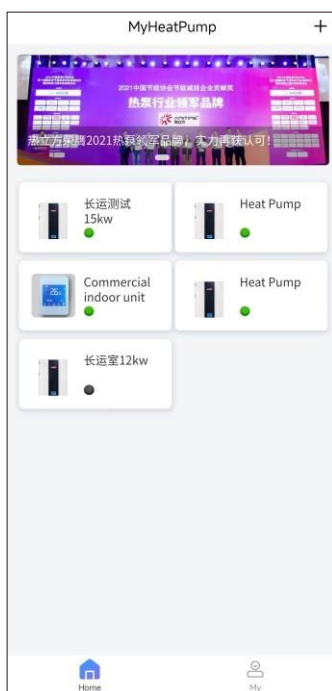 MyHeatPump
+
2021中国节能协会节能减排企业贡献奖
热泵行业领军品牌
热立方荣膺2021热泵领军品牌，实力再获认可！
长运测试
15kw
Heat Pump
Commercial
indoor unit
Heat Pump
长运室12kw
Home
My